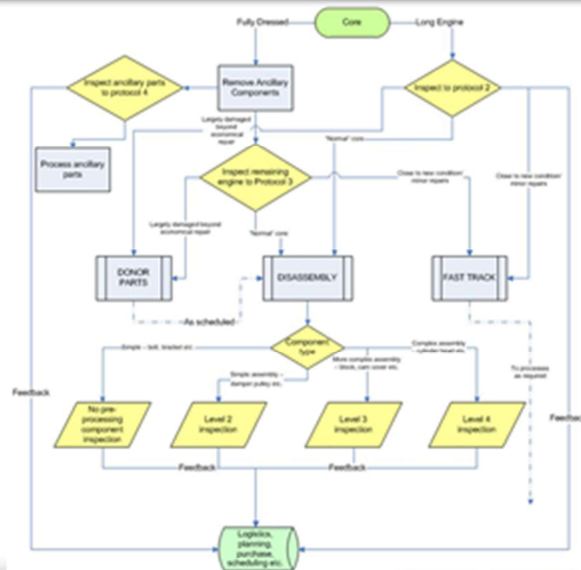 Fully Dressed
Core
Long Engine
Inspect ancillary parts
to protocol 4
Remove Ancillary
Components
Inspect to protocol 2
Largely damaged
beyond
economical
repair
"Normal" core
Process ancillary
parts
Inspect remaining
engine to Protocol 3
Close to new condition/
minor repairs
Close to new condition/
minor repairs
Largely damaged beyond
economical repair
"Normal" core
DONOR
PARTS
DISASSEMBLY
FAST TRACK
As scheduled
Component
type
Simple – bolt, bracket etc.
Simple assembly –
damper pulley etc.
More complex assembly
– block, cam cover etc.
Complex assembly
– cylinder head etc.
To processes
as required
Feedback
Feedback
No pre-
processing
component
inspection
Level 2
inspection
Level 3
inspection
Level 4
inspection
Feedback
Feedback
Logistics,
planning,
purchase,
scheduling etc.